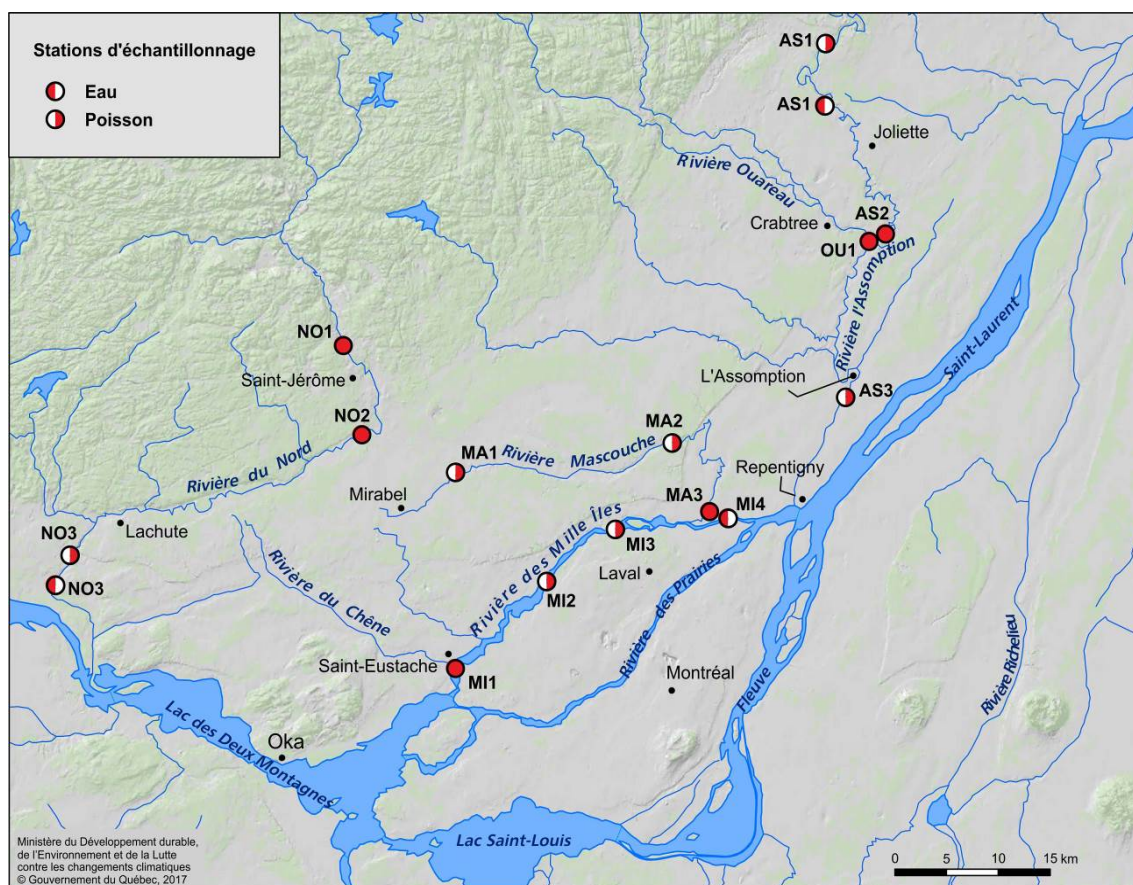 Stations d'échantillonnage
Eau
Poisson
AS1
AS1
Joliette
Rivière Ouareau
Crabtree
AS2
OU1
Rivière l'Assomption
NO1
Saint-Jérôme
L'Assomption
AS3
Saint-Laurent
NO2
MA2
Rivière Mascouche
MA1
Rivière du Nord
Mirabel
Repentigny
MA3
MI4
Lachute
NO3
NO3
Rivière des Mille Îles
MI3
Laval
MI2
Rivière du Chêne
Rivière des Prairies
Saint-Eustache
MI1
Montréal
Fleuve
Rivière Richelieu
Oka
Lac des Deux Montagnes
Lac Saint-Louis
Ministère du Développement durable,
de l'Environnement et de la Lutte
contre les changements climatiques
© Gouvernement du Québec, 2017
0 5 10 15 km